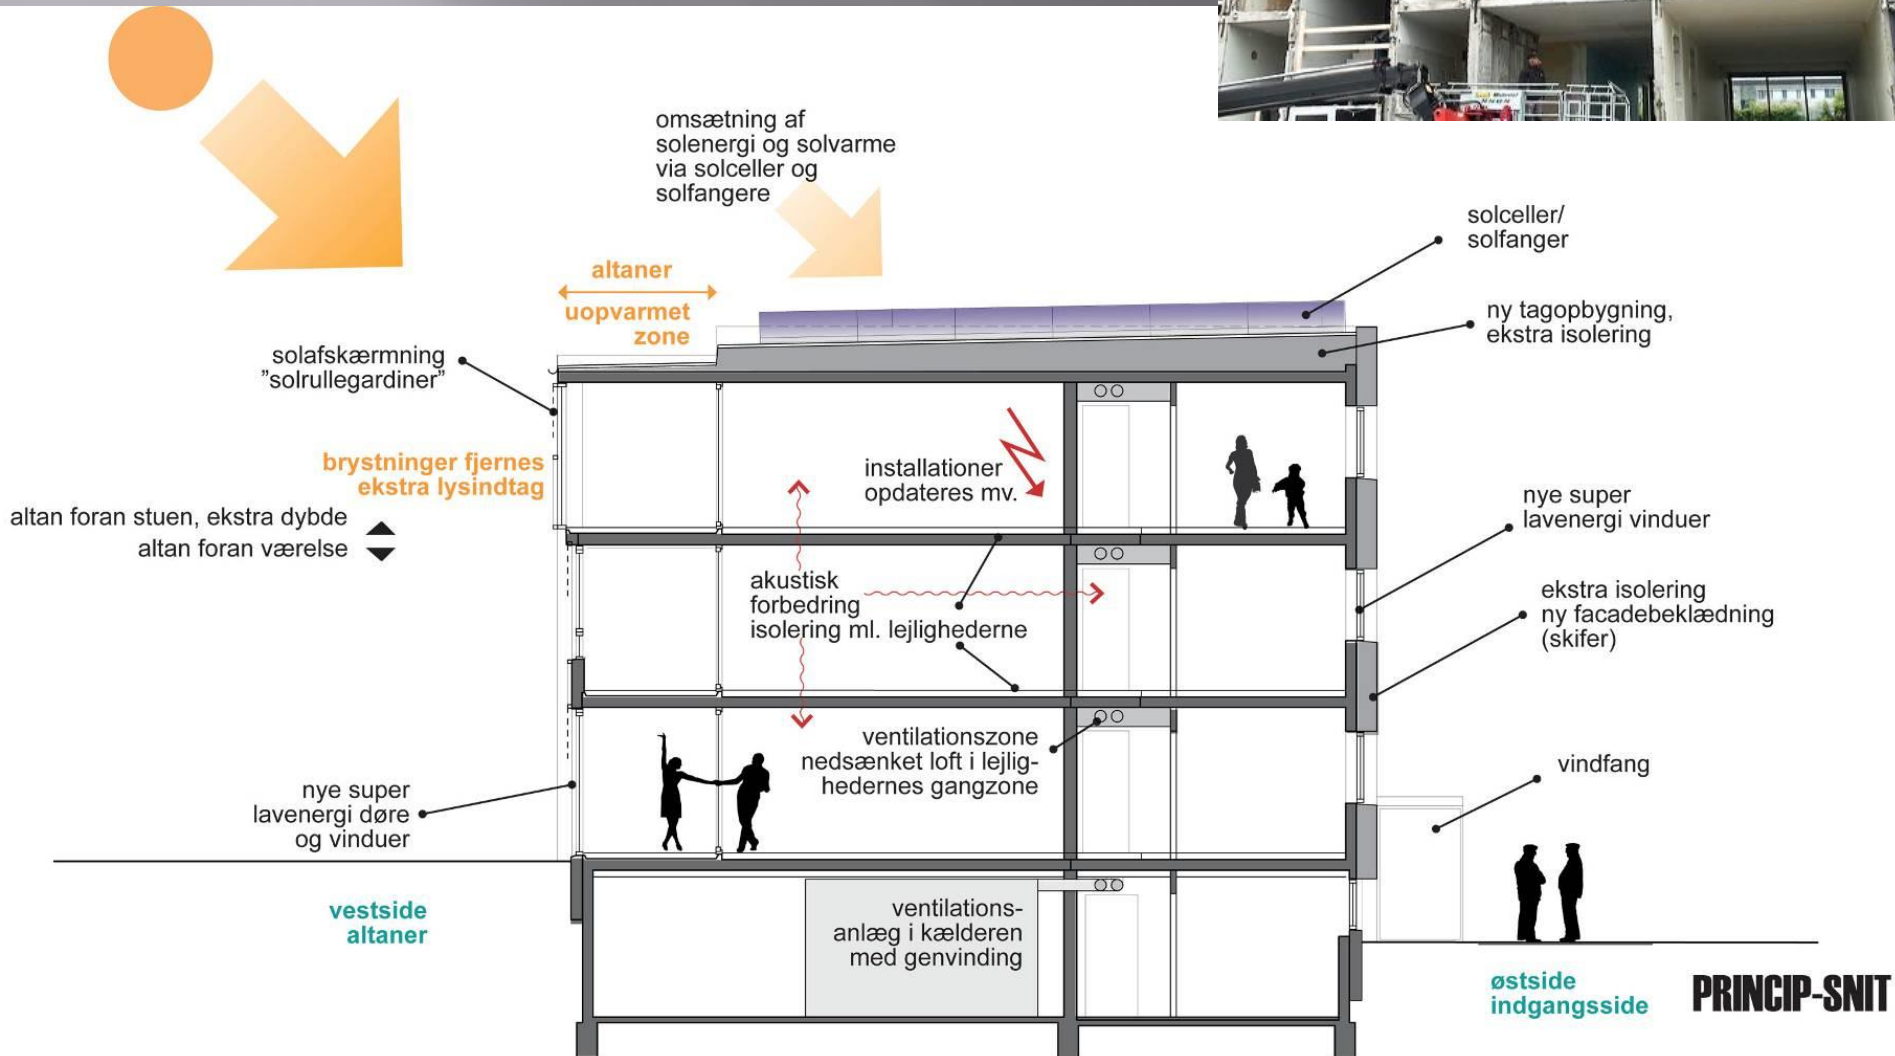 omsætning af
solenergi og solvarme
via solceller og
solfangere
solceller/
solfanger
altaner
uopvarmet
zone
ny tagopbygning,
ekstra isolering
solafskærmning
”solrullegardiner”
brystninger fjernes
ekstra lysindtag
altan foran stuen, ekstra dybde
altan foran værelse
installationer
opdateres mv.
nye super
lavenergi vinduer
akustisk
forbedring
isolering ml. lejlighederne
ekstra isolering
ny facadebeklædning
(skifer)
ventilationszone
nedsænket loft i lejlig-
hedernes gangzone
vindfang
nye super
lavenergi døre
og vinduer
vestside
altaner
ventilations-
anlæg i kælderen
med genvinding
østside
indgangsside
PRINCIP-SNIT